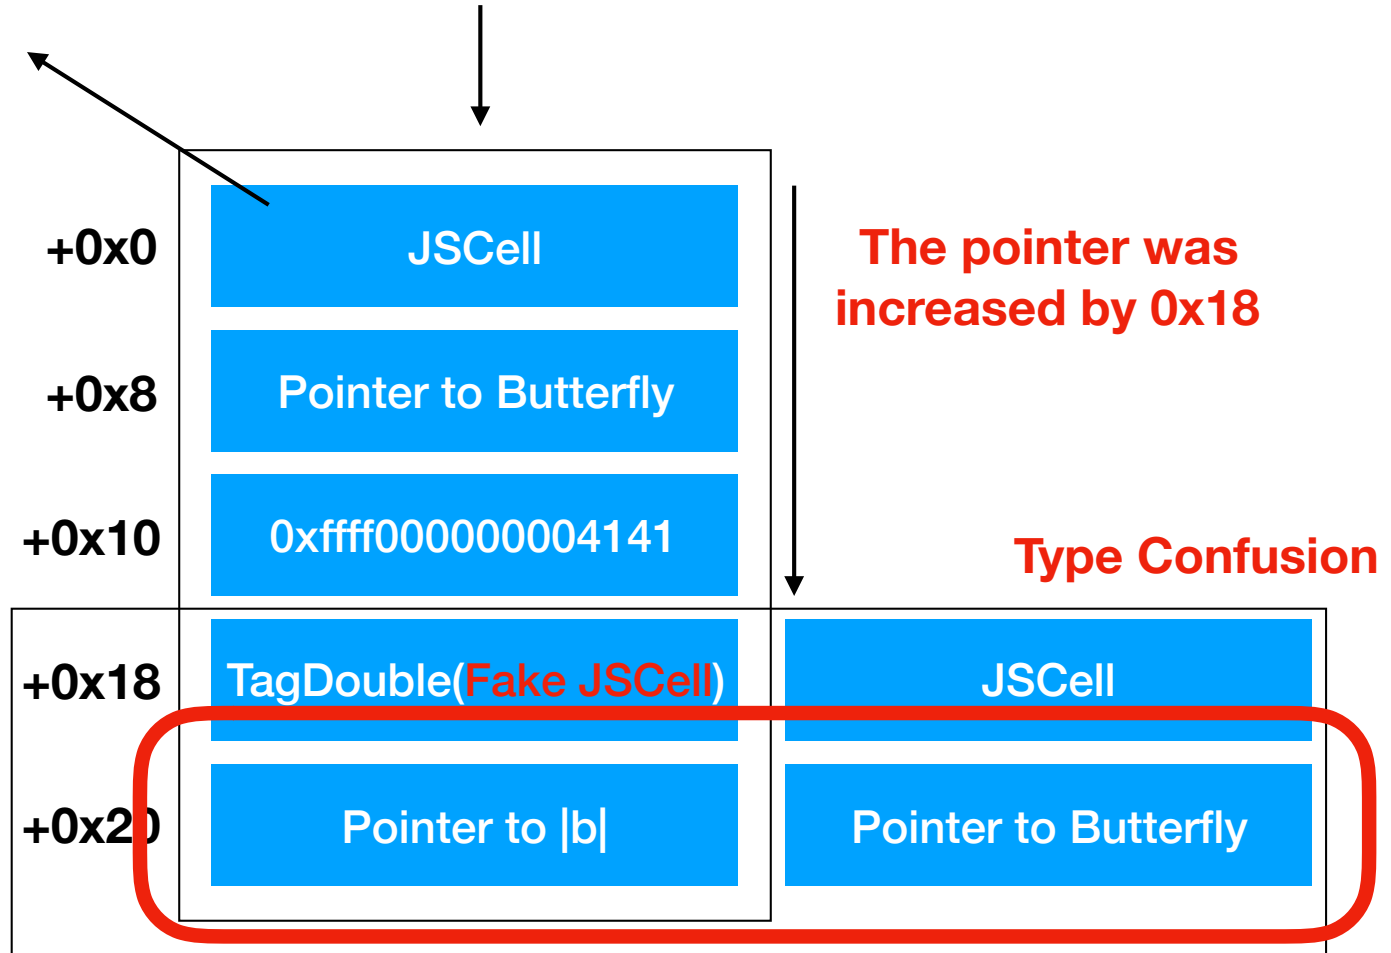 +0x0
JSCell
The pointer was
increased by 0x18
+0x8
Pointer to Butterfly
+0x10
0xffff000000004141
Type Confusion
+0x18
TagDouble(Fake JSCell)
JSCell
+0x20
Pointer to |b|
Pointer to Butterfly